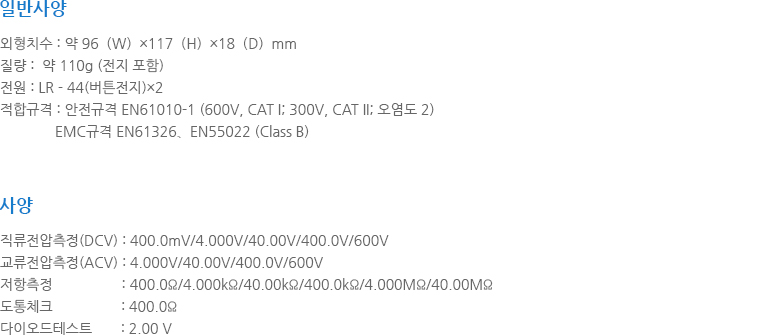 일반사양
외형치수 : 약 96（W）×117（H）×18（D）mm
질량 : 약 110g (전지 포함)
전원 : LR - 44(버튼전지)×2
적합규격 : 안전규격 EN61010-1 (600V, CAT I; 300V, CAT II; 오염도 2)
EMC규격 EN61326、EN55022 (Class B)
사양
직류전압측정(DCV) : 400.0mV/4.000V/40.00V/400.0V/600V
교류전압측정(ACV) : 4.000V/40.00V/400.0V/600V
저항측정 : 400.0Ω/4.000kΩ/40.00kΩ/400.0kΩ/4.000MΩ/40.00MΩ
도통체크 : 400.0Ω
다이오드테스트 : 2.00 V